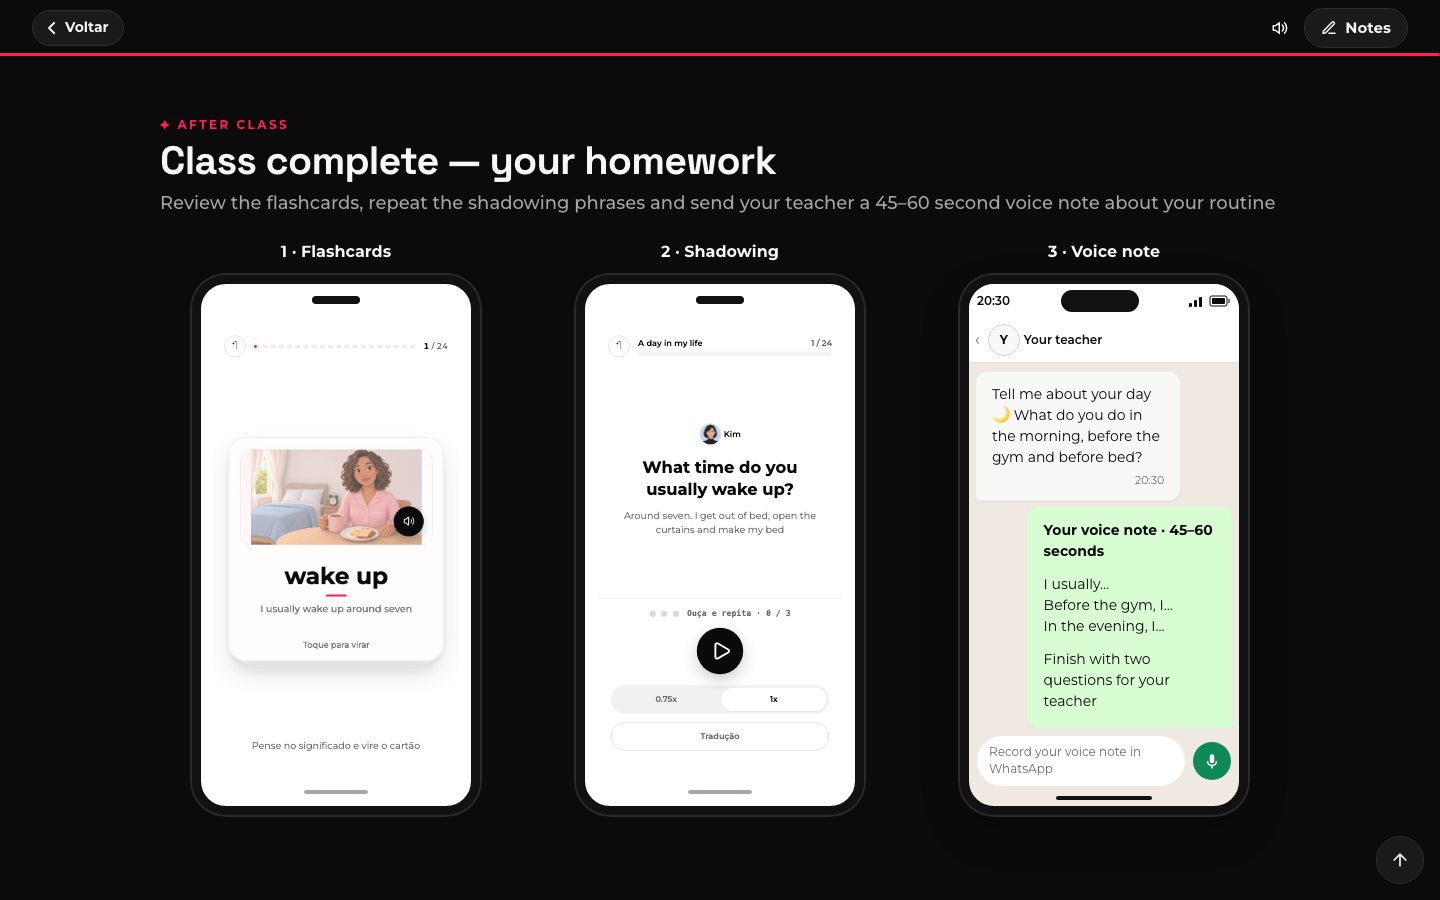 Voltar
Notes
✦ AFTER CLASS
Class complete — your homework
Review the flashcards, repeat the shadowing phrases and send your teacher a 45–60 second voice note about your routine
1 · Flashcards
1 / 24
wake up
I usually wake up around seven
Toque para virar
Pense no significado e vire o cartão
2 · Shadowing
A day in my life
1 / 24
Kim
What time do you
usually wake up?
Around seven. I get out of bed, open the
curtains and make my bed
Ouça e repita · 0 / 3
0.75x
1x
Tradução
3 · Voice note
20:30
Y
Your teacher
Tell me about your day
🌙 What do you do in
the morning, before the
gym and before bed?
20:30
Your voice note · 45–60
seconds
I usually...
Before the gym, I...
In the evening, I...
Finish with two
questions for your
teacher
Record your voice note in
WhatsApp